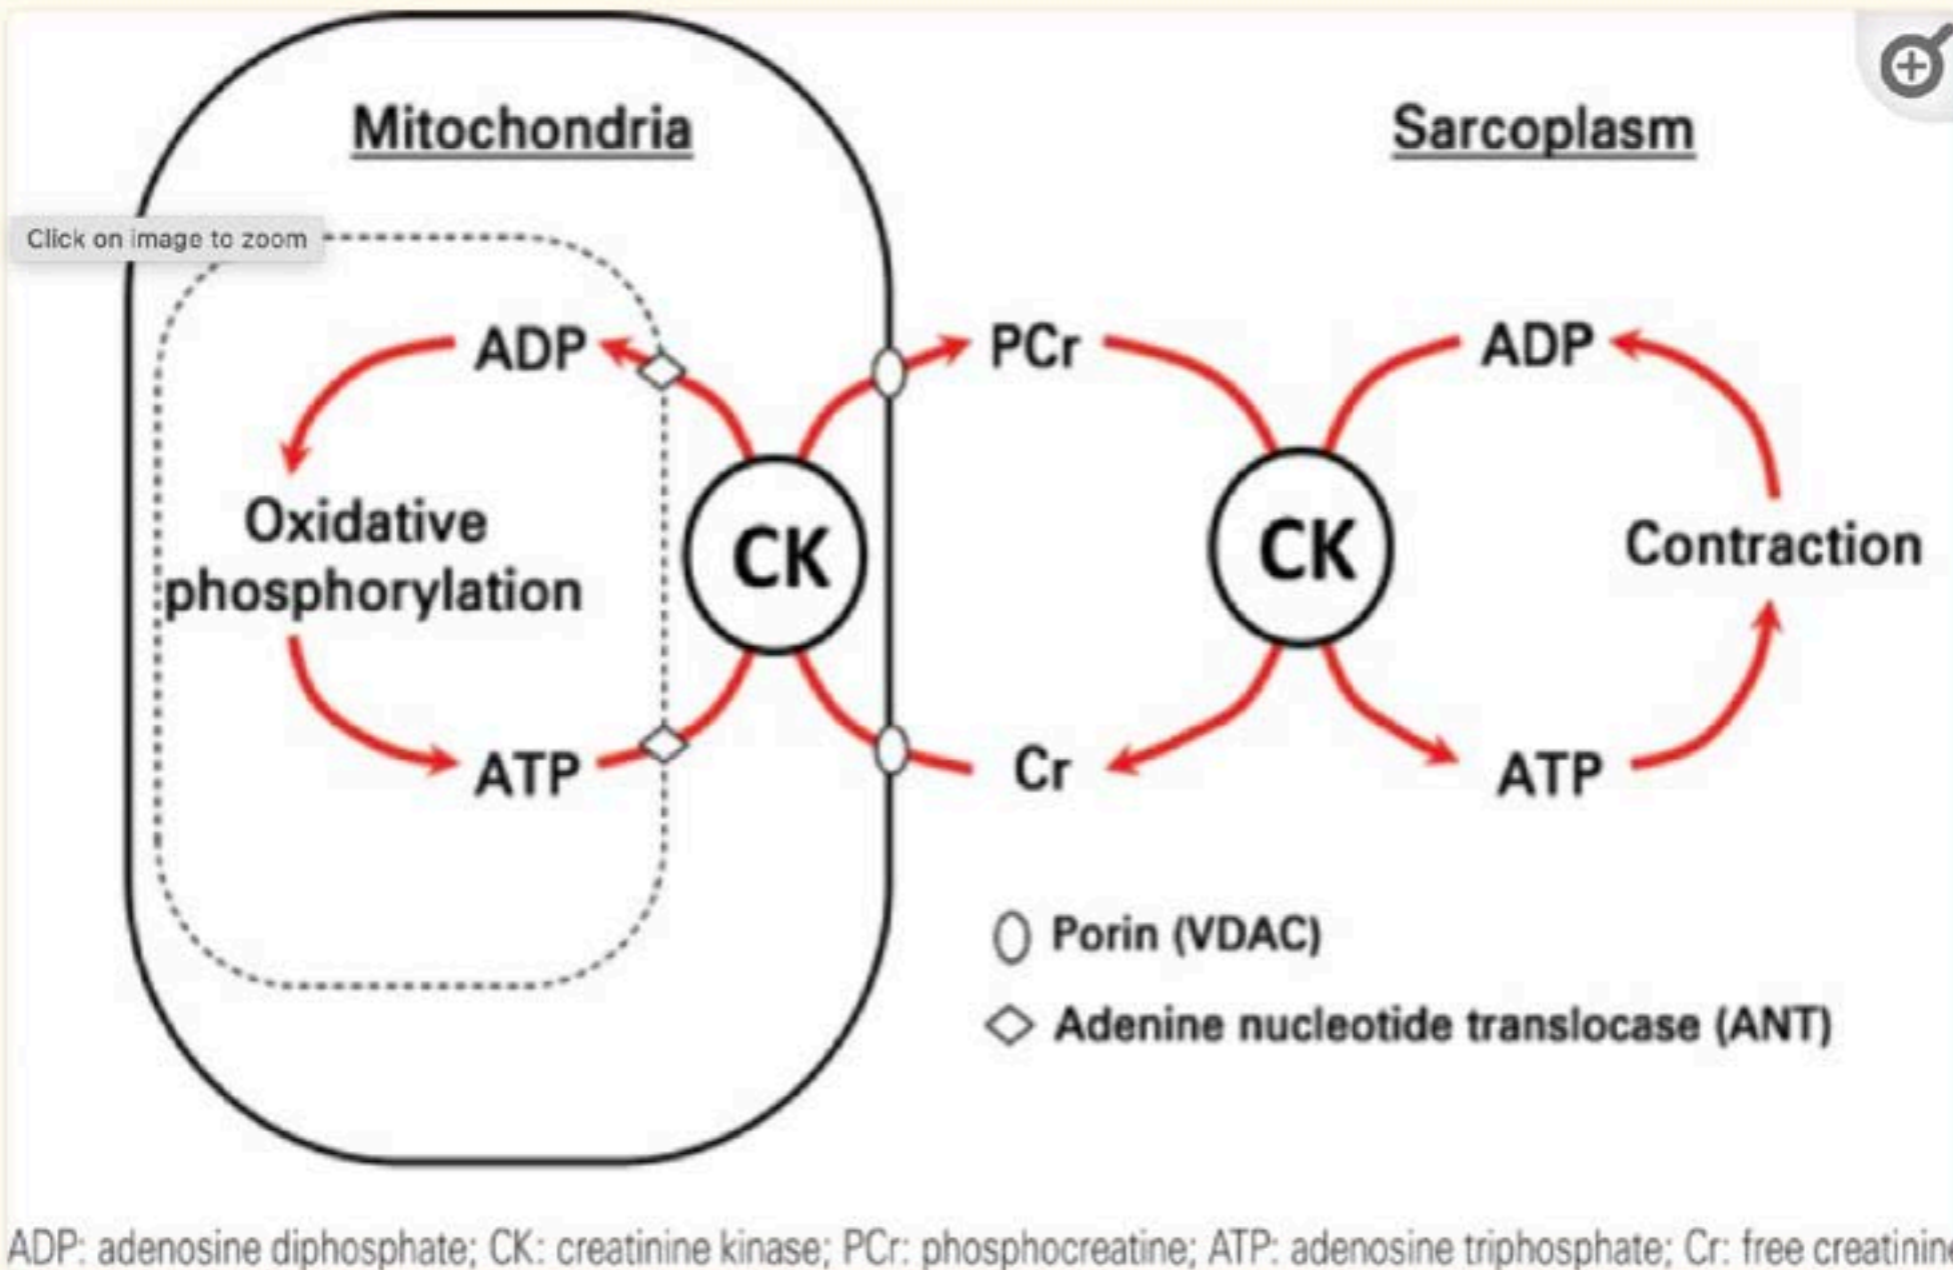 Mitochondria
Sarcoplasm
Click on image to zoom
ADP
PCr
ADP
Oxidative
phosphorylation
CK
CK
Contraction
ATP
Cr
ATP
Porin (VDAC)
Adenine nucleotide translocase (ANT)
ADP: adenosine diphosphate; CK: creatinine kinase; PCr: phosphocreatine; ATP: adenosine triphosphate; Cr: free creatinine